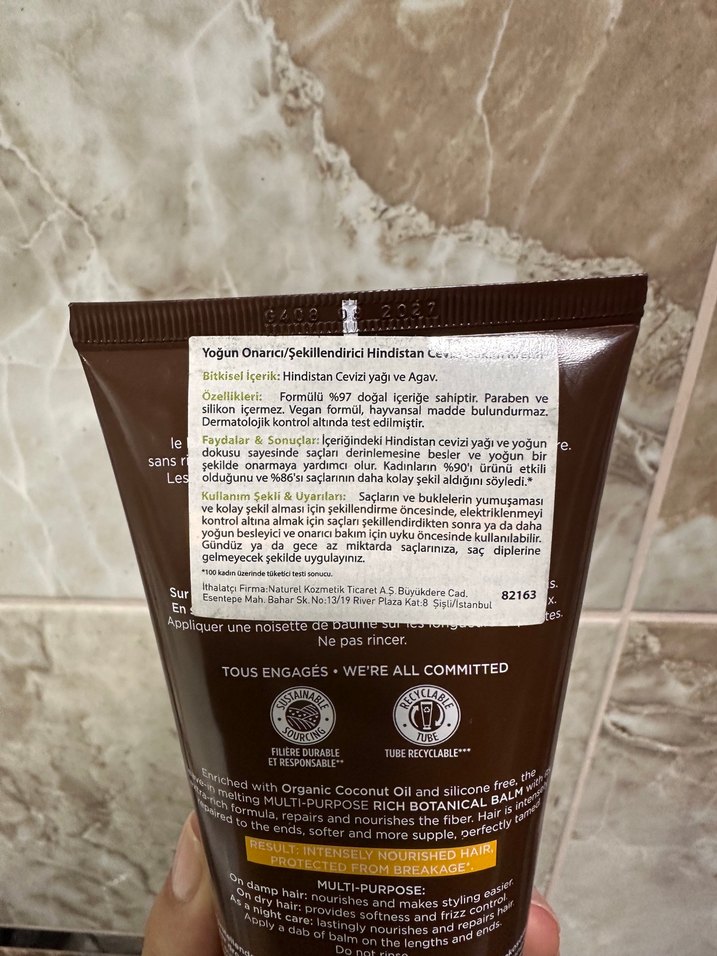 G408 2027
Yoğun Onarıcı/Şekillendirici Hindistan
Bitkisel İçerik: Hindistan Cevizi yağı ve Agav.
Özellikleri: Formülü %97 doğal içeriğe sahiptir. Paraben ve
silikon içermez. Vegan formül, hayvansal madde bulundurmaz.
Dermatolojik kontrol altında test edilmiştir.
Faydalar & Sonuçlar: İçeriğindeki Hindistan cevizi yağı ve yoğun
dokusu sayesinde saçları derinlemesine besler ve yoğun bir
şekilde onarmaya yardımcı olur. Kadınların %90'ı ürünü etkili
olduğunu ve %86'sı saçlarının daha kolay şekil aldığını söyledi.*
Kullanım Şekli & Uyarıları: Saçların ve buklelerin yumuşaması
ve kolay şekil alması için şekillendirme öncesinde, elektriklenmeyi
kontrol altına almak için saçları şekillendirdikten sonra ya da daha
yoğun besleyici ve onarıcı bakım için uyku öncesinde kullanılabilir.
Gündüz ya da gece az miktarda saçlarınıza, saç diplerine
gelmeyecek şekilde uygulayınız.
*100 kadın üzerinde tüketici testi sonucu.
İthalatçı Firma:Naturel Kozmetik Ticaret A.Ş. Büyükdere Cad.
Esentepe Mah. Bahar Sk. No:13/19 River Plaza Kat:8 Şişli/İstanbul
82163
le
sans
Les
Sur
En
Appliquer une noisette de baume sur les
Ne pas rincer.
TOUS ENGAGÉS • WE'RE ALL COMMITTED
SUSTAINABLE SOURCING
RECYCLABLE TUBE
FILIÈRE DURABLE
ET RESPONSABLE**
TUBE RECYCLABLE***
Enriched with Organic Coconut Oil and silicone free, the
melting MULTI-PURPOSE RICH BOTANICAL BALM with
formula, repairs and nourishes the fiber. Hair is
repaired to the ends, softer and more supple, perfectly tamed
RESULT: INTENSELY NOURISHED HAIR,
PROTECTED FROM BREAKAGE*.
MULTI-PURPOSE:
On damp hair: nourishes and makes styling easier.
On dry hair: provides softness and frizz control.
As a night care: lastingly nourishes and repairs hair.
Apply a dab of balm on the lengths and ends.
Do not rinse.